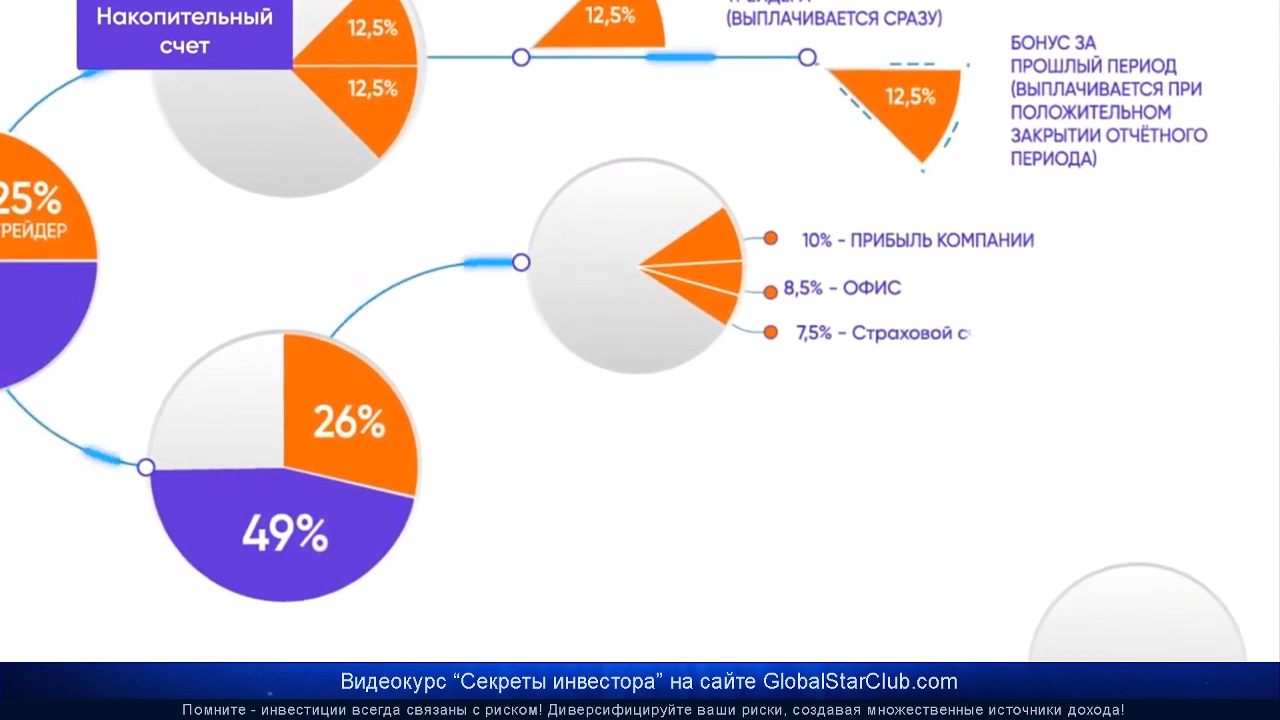 Накопительный
счет
12,5%
12,5%
12,5%
(ВЫПЛАЧИВАЕТСЯ СРАЗУ)
12,5%
БОНУС ЗА
ПРОШЛЫЙ ПЕРИОД
(ВЫПЛАЧИВАЕТСЯ ПРИ
ПОЛОЖИТЕЛЬНОМ
ЗАКРЫТИИ ОТЧЁТНОГО
ПЕРИОДА)
25%
ТРЕЙДЕР
10% - ПРИБЫЛЬ КОМПАНИИ
8,5% - ОФИС
7,5% - Страховой
26%
49%
Видеокурс “Секреты инвестора” на сайте GlobalStarClub.com
Помните - инвестиции всегда связаны с риском! Диверсифицируйте ваши риски, создавая множественные источники дохода!